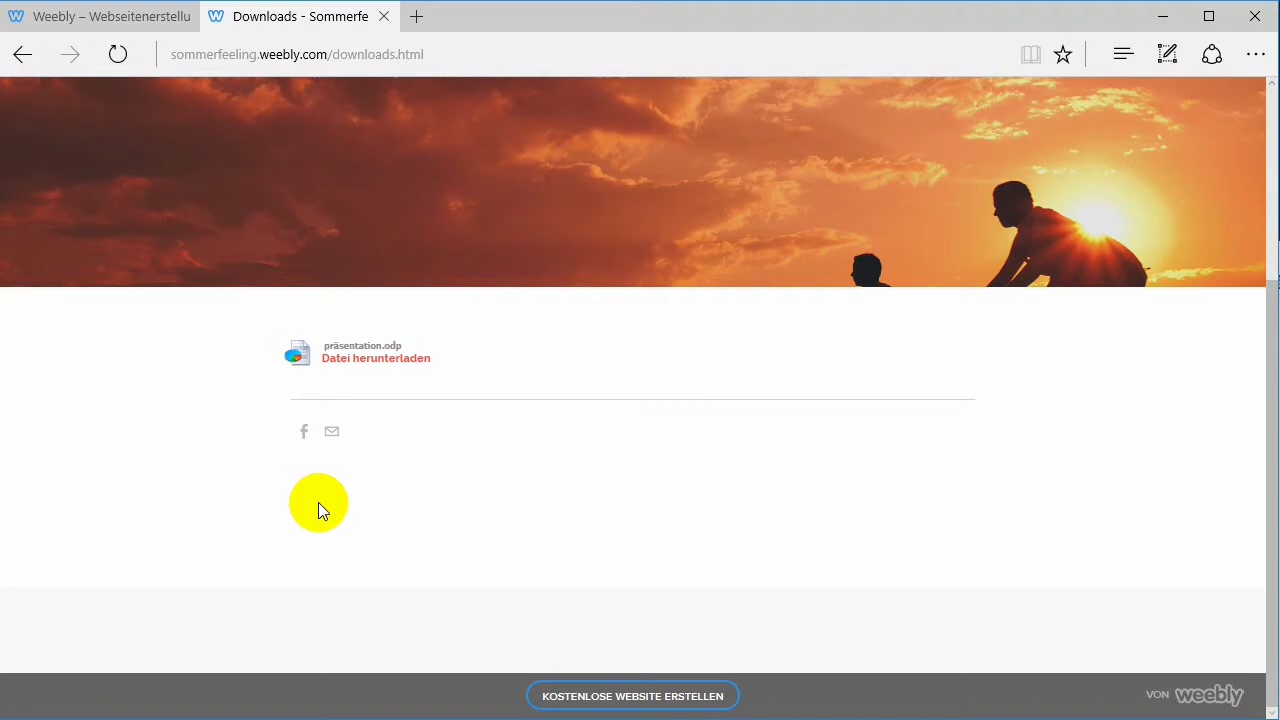 Weebly – Webseitenerstellu
Downloads - Sommerfe
sommerfeeling.weebly.com/downloads.html
präsentation.odp
Datei herunterladen
KOSTENLOSE WEBSITE ERSTELLEN
VON weebly